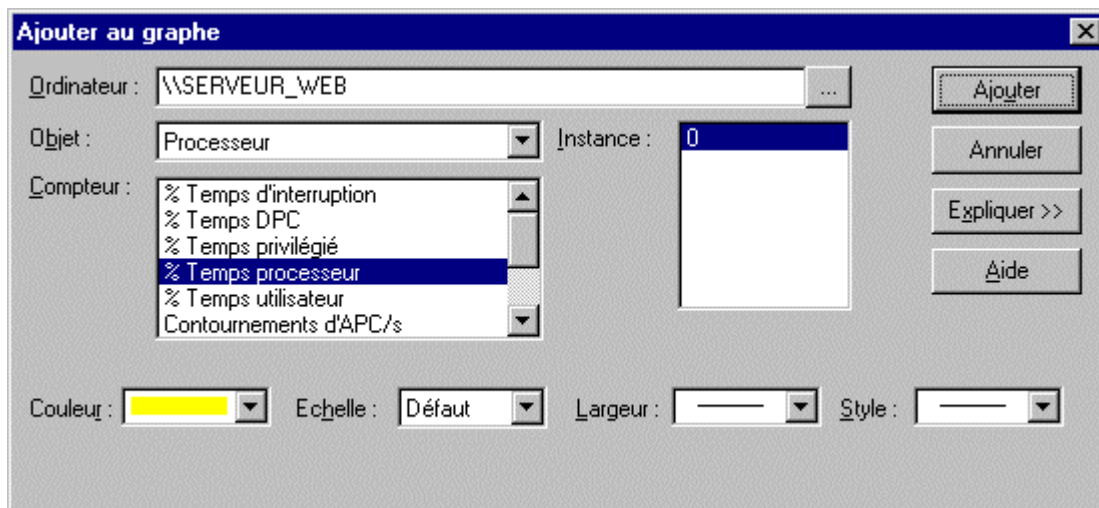 Ajouter au graphe
Ordinateur : \\SERVEUR_WEB ... Ajouter
Objet : Processeur Instance : 0 Annuler
Compteur : % Temps d'interruption
% Temps DPC Expliquer >>
% Temps privilégié
% Temps processeur Aide
% Temps utilisateur
Contournements d'APC/s
Couleur : Echelle : Défaut Largeur : Style :